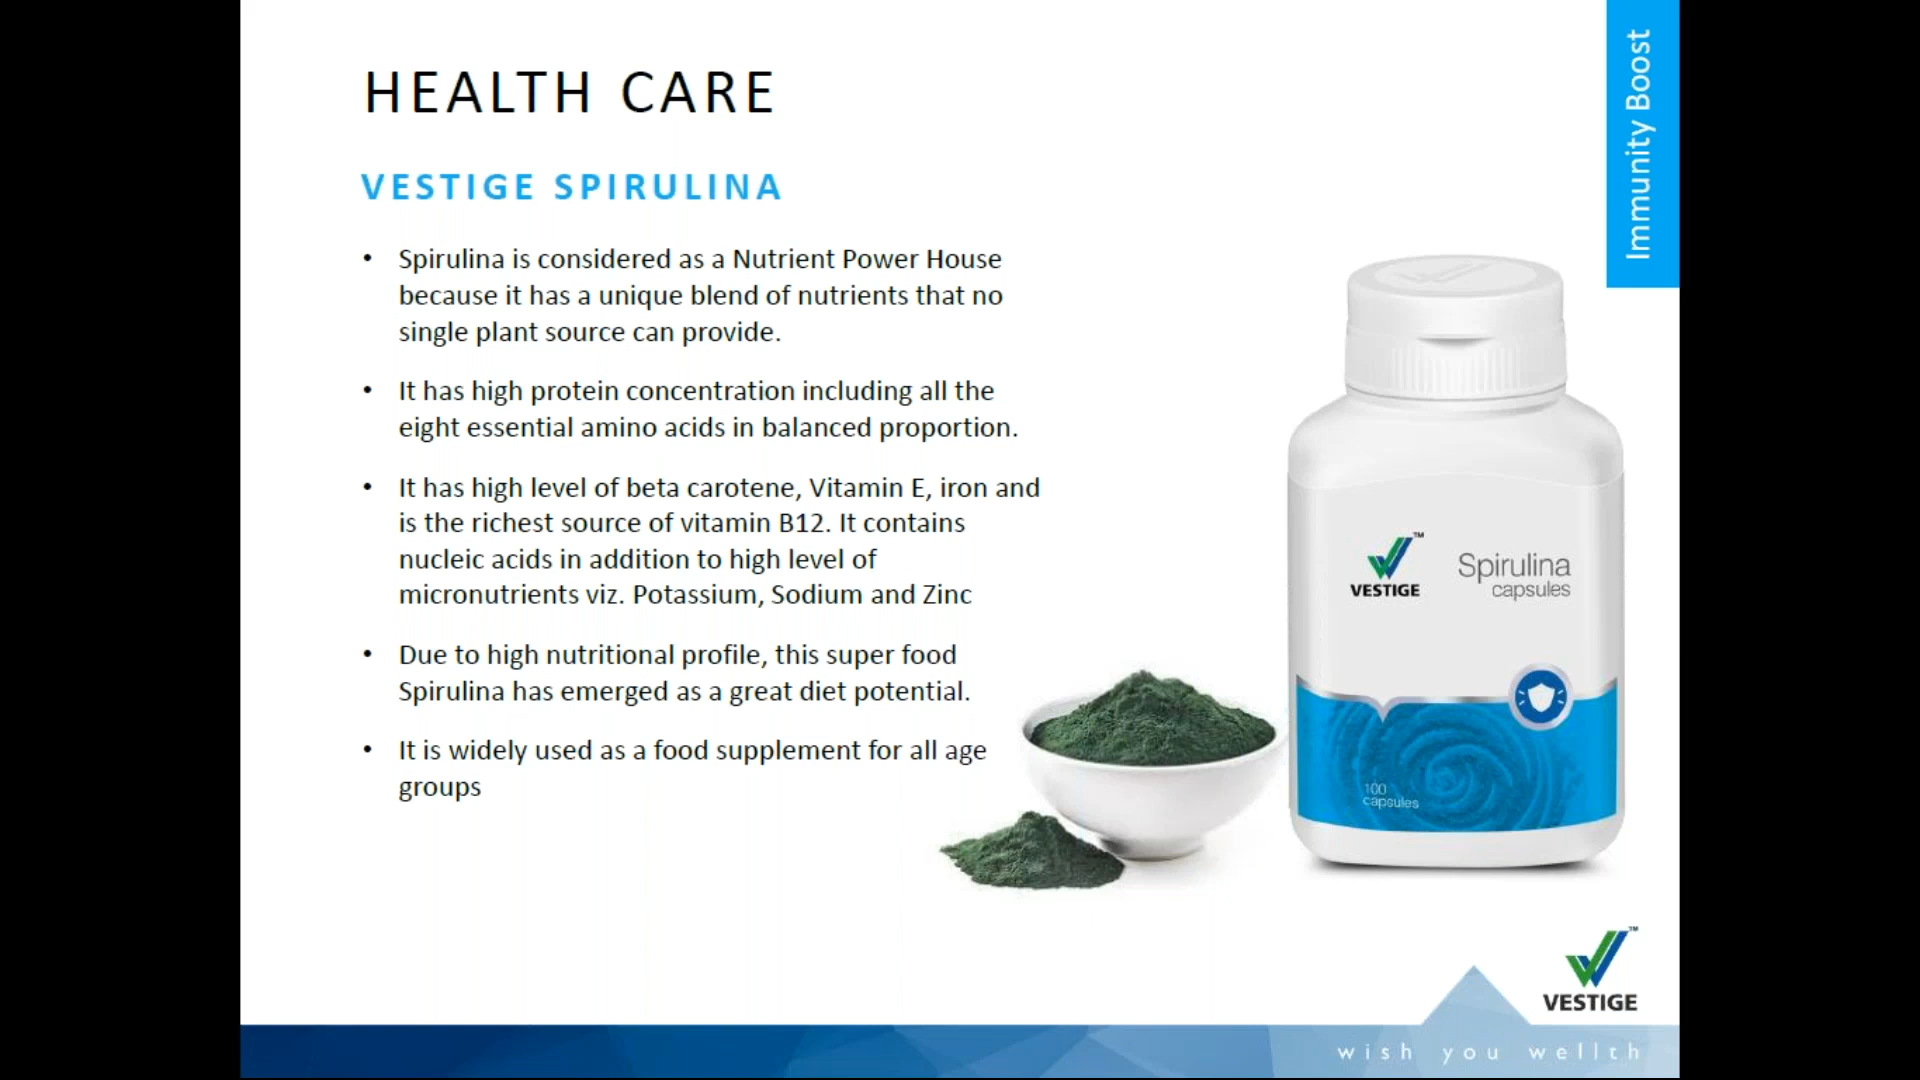 HEALTH CARE
VESTIGE SPIRULINA
• Spirulina is considered as a Nutrient Power House
because it has a unique blend of nutrients that no
single plant source can provide.
• It has high protein concentration including all the
eight essential amino acids in balanced proportion.
• It has high level of beta carotene, Vitamin E, iron and
is the richest source of vitamin B12. It contains
nucleic acids in addition to high level of
micronutrients viz. Potassium, Sodium and Zinc
• Due to high nutritional profile, this super food
Spirulina has emerged as a great diet potential.
• It is widely used as a food supplement for all age
groups
Immunity Boost
TM
VESTIGE
Spirulina
capsules
100
capsules
TM
VESTIGE
wish you wellth